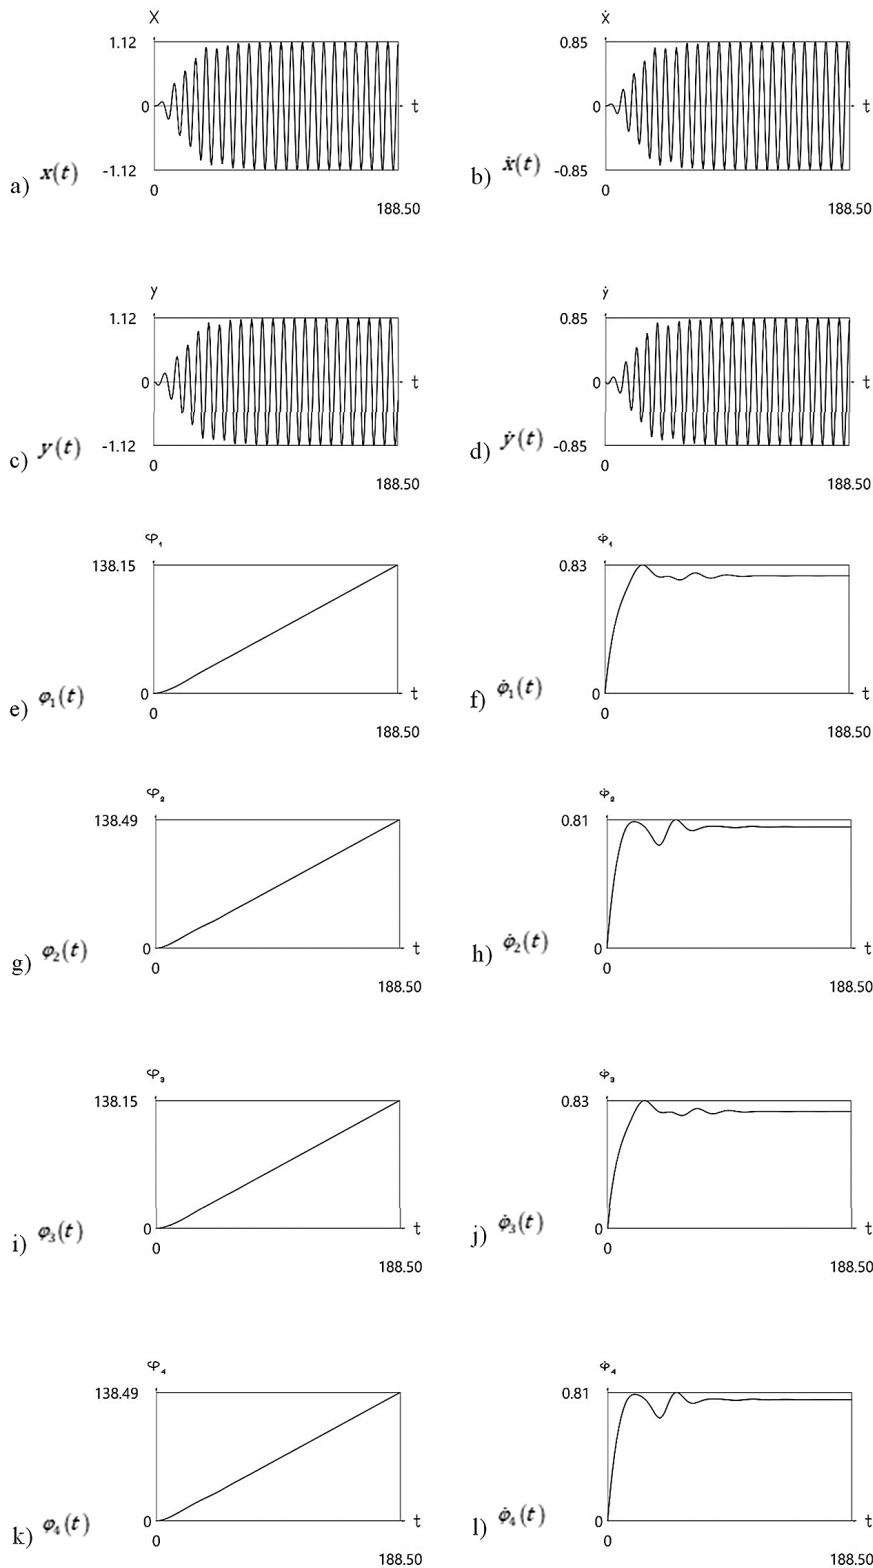 X
1.12
0
-1.12
t
0
188.50
a) x(t)
ẋ
0.85
0
-0.85
t
0
188.50
b) ẋ(t)
y
1.12
0
-1.12
t
0
188.50
c) y(t)
ẏ
0.85
0
-0.85
t
0
188.50
d) ẏ(t)
φ₁
138.15
0
t
0
188.50
e) φ₁(t)
φ̇₁
0.83
0
t
0
188.50
f) φ̇₁(t)
φ₂
138.49
0
t
0
188.50
g) φ₂(t)
φ̇₂
0.81
0
t
0
188.50
h) φ̇₂(t)
φ₃
138.15
0
t
0
188.50
i) φ₃(t)
φ̇₃
0.83
0
t
0
188.50
j) φ̇₃(t)
φ₄
138.49
0
t
0
188.50
k) φ₄(t)
φ̇₄
0.81
0
t
0
188.50
l) φ̇₄(t)